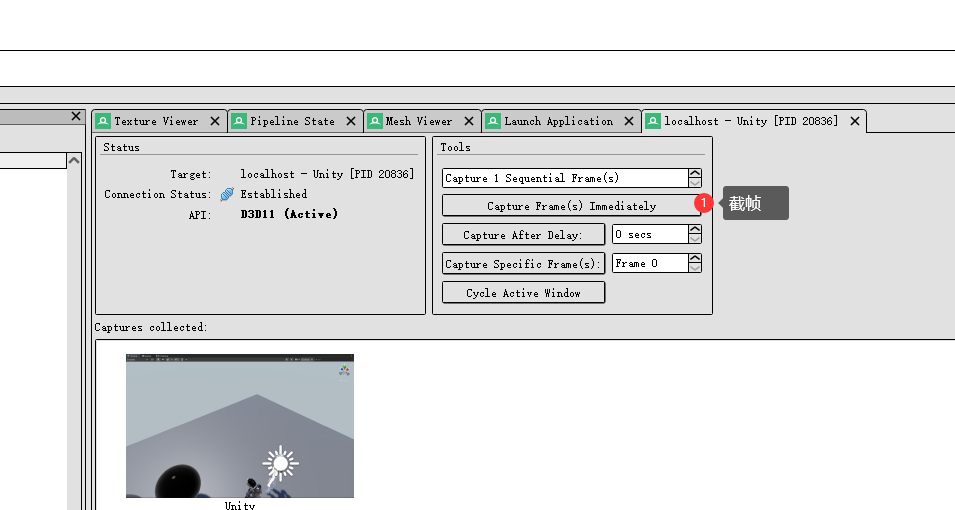 Texture Viewer
Pipeline State
Mesh Viewer
Launch Application
localhost - Unity [PID 20836]
Status
Target: localhost - Unity [PID 20836]
Connection Status: Established
API: D3D11 (Active)
Tools
Capture 1 Sequential Frame(s)
Capture Frame(s) Immediately
1 截帧
Capture After Delay: 0 secs
Capture Specific Frame(s): Frame 0
Cycle Active Window
Captures collected:
Unity